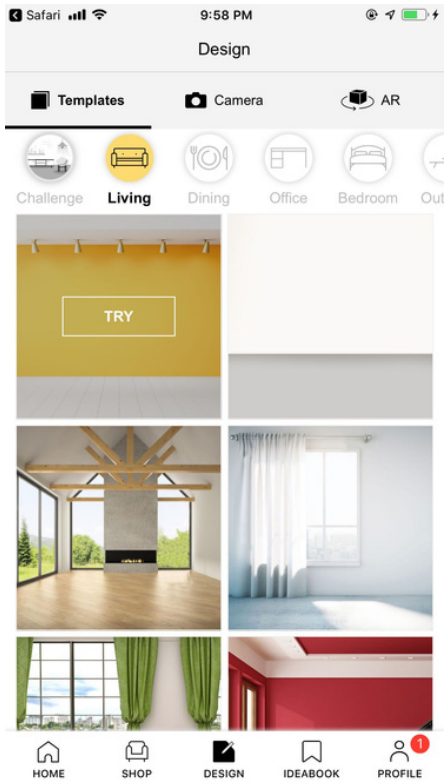 Safari 9:58 PM
Design
Templates Camera AR
Challenge Living Dining Office Bedroom Out
TRY
1
HOME SHOP DESIGN IDEABOOK PROFILE